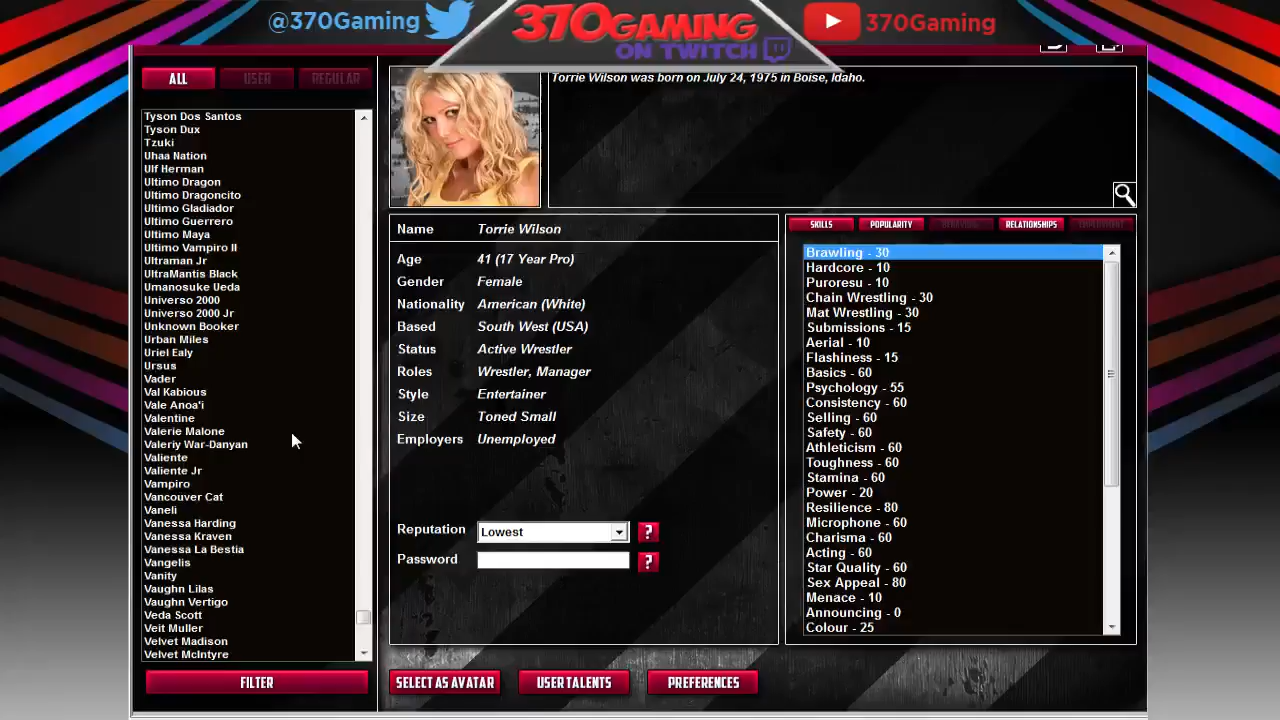 @370Gaming
370GAMING
ON TWITCH
370Gaming
ALL
USER
REGULAR
Tyson Dos Santos
Tyson Dux
Tzuki
Uhaa Nation
Ulf Herman
Ultimo Dragon
Ultimo Dragoncito
Ultimo Gladiador
Ultimo Guerrero
Ultimo Maya
Ultimo Vampiro II
Ultraman Jr
UltraMantis Black
Umanosuke Ueda
Universo 2000
Universo 2000 Jr
Unknown Booker
Urban Miles
Uriel Ealy
Ursus
Vader
Val Kabious
Vale Anoa'i
Valentine
Valerie Malone
Valeriy War-Danyan
Valiente
Valiente Jr
Vampiro
Vancouver Cat
Vaneli
Vanessa Harding
Vanessa Kraven
Vanessa La Bestia
Vangelis
Vanity
Vaughn Lilas
Vaughn Vertigo
Veda Scott
Veit Muller
Velvet Madison
Velvet McIntyre
FILTER
Torrie Wilson was born on July 24, 1975 in Boise, Idaho.
Name Torrie Wilson
Age 41 (17 Year Pro)
Gender Female
Nationality American (White)
Based South West (USA)
Status Active Wrestler
Roles Wrestler, Manager
Style Entertainer
Size Toned Small
Employers Unemployed
Reputation Lowest ?
Password ?
SELECT AS AVATAR
USER TALENTS
PREFERENCES
SKILLS
POPULARITY
RELATIONSHIPS
Brawling - 30
Hardcore - 10
Puroresu - 10
Chain Wrestling - 30
Mat Wrestling - 30
Submissions - 15
Aerial - 10
Flashiness - 15
Basics - 60
Psychology - 55
Consistency - 60
Selling - 60
Safety - 60
Athleticism - 60
Toughness - 60
Stamina - 60
Power - 20
Resilience - 80
Microphone - 60
Charisma - 60
Acting - 60
Star Quality - 60
Sex Appeal - 80
Menace - 10
Announcing - 0
Colour - 25